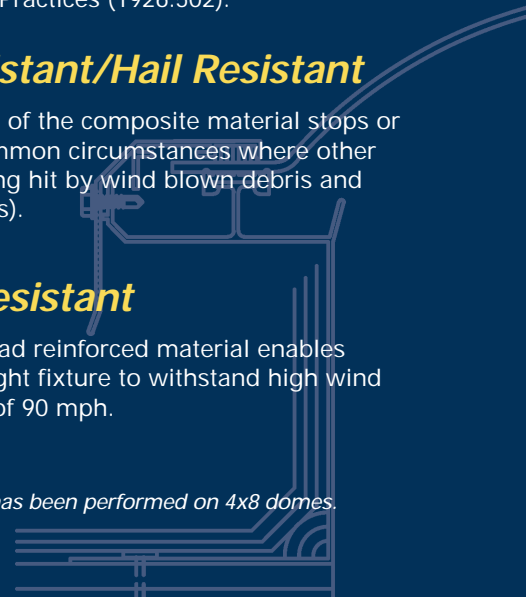 Practices (1926.502).
stant/Hail Resistant
of the composite material stops or
mmon circumstances where other
ng hit by wind blown debris and
s).
esistant
ad reinforced material enables
ght fixture to withstand high wind
of 90 mph.
has been performed on 4x8 domes.